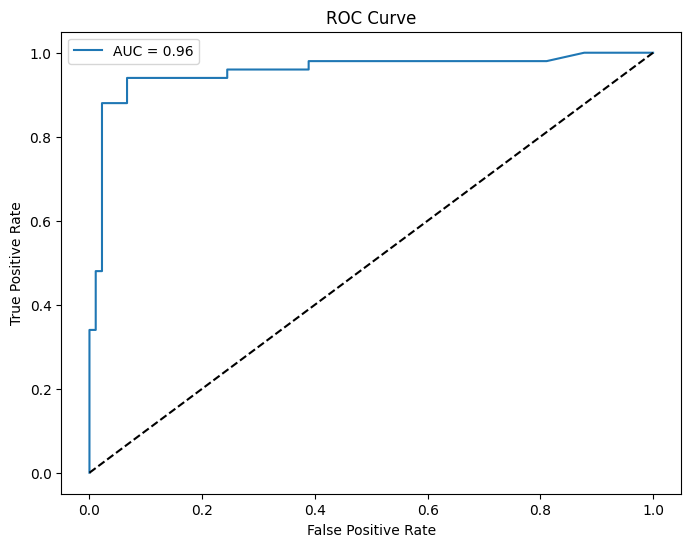 ROC Curve
AUC = 0.96
True Positive Rate
1.0
0.8
0.6
0.4
0.2
0.0
0.0 0.2 0.4 0.6 0.8 1.0
False Positive Rate